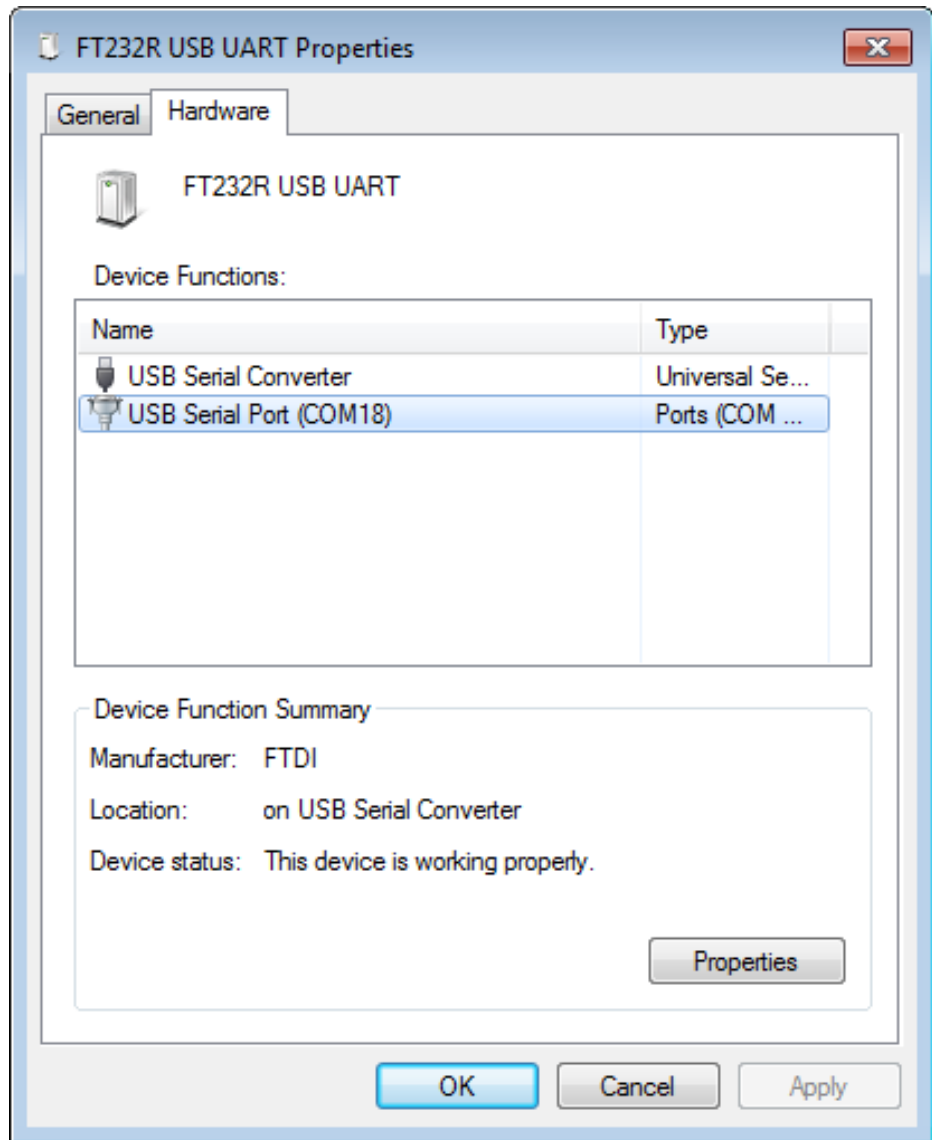 FT232R USB UART Properties
General Hardware
FT232R USB UART
Device Functions:
Name Type
USB Serial Converter Universal Se...
USB Serial Port (COM18) Ports (COM ...
Device Function Summary
Manufacturer: FTDI
Location: on USB Serial Converter
Device status: This device is working properly.
Properties
OK Cancel Apply